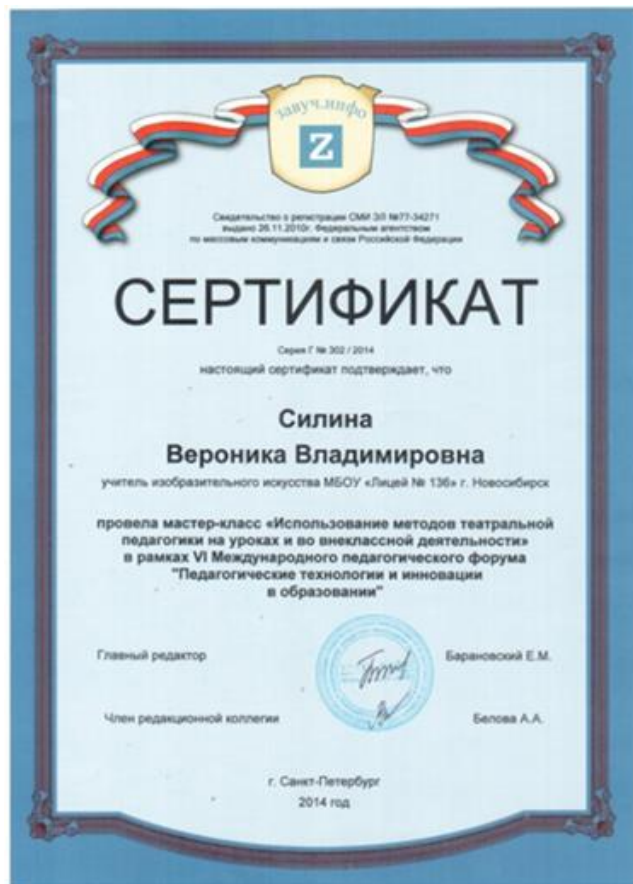 завуч.инфо
Z
Свидетельство о регистрации СМИ ЭЛ №77-34271
выдано 26.11.2010г. Федеральным агентством
по массовым коммуникациям и связи Российской Федерации
СЕРТИФИКАТ
Серия Г № 302 / 2014
настоящий сертификат подтверждает, что
Силина
Вероника Владимировна
учитель изобразительного искусства МБОУ «Лицей № 136» г. Новосибирск
провела мастер-класс «Использование методов театральной
педагогики на уроках и во внеклассной деятельности»
в рамках VI Международного педагогического форума
"Педагогические технологии и инновации
в образовании"
Главный редактор
Барановский Е.М.
Член редакционной коллегии
Белова А.А.
г. Санкт-Петербург
2014 год